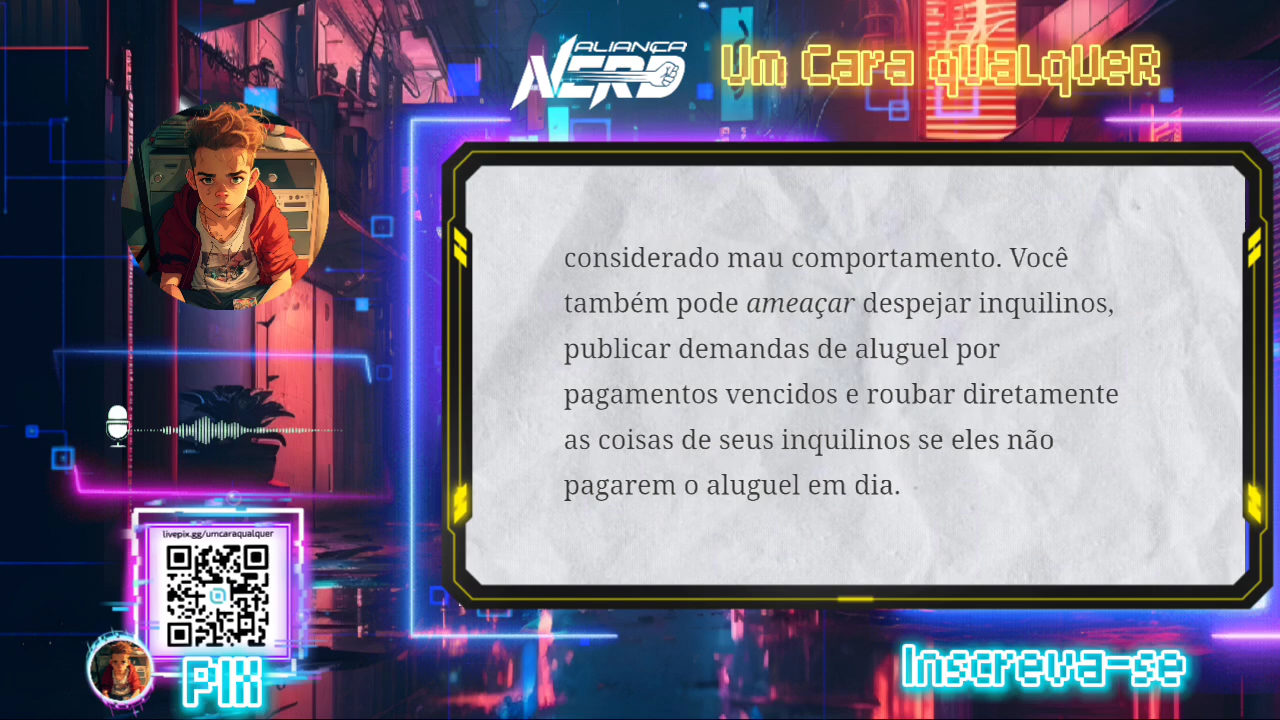 ALIANÇA
NERD
Um Cara qUaLqUeR
considerado mau comportamento. Você
também pode ameaçar despejar inquilinos,
publicar demandas de aluguel por
pagamentos vencidos e roubar diretamente
as coisas de seus inquilinos se eles não
pagarem o aluguel em dia.
livepix.gg/umcaraqualquer
PIX
Inscreva-se